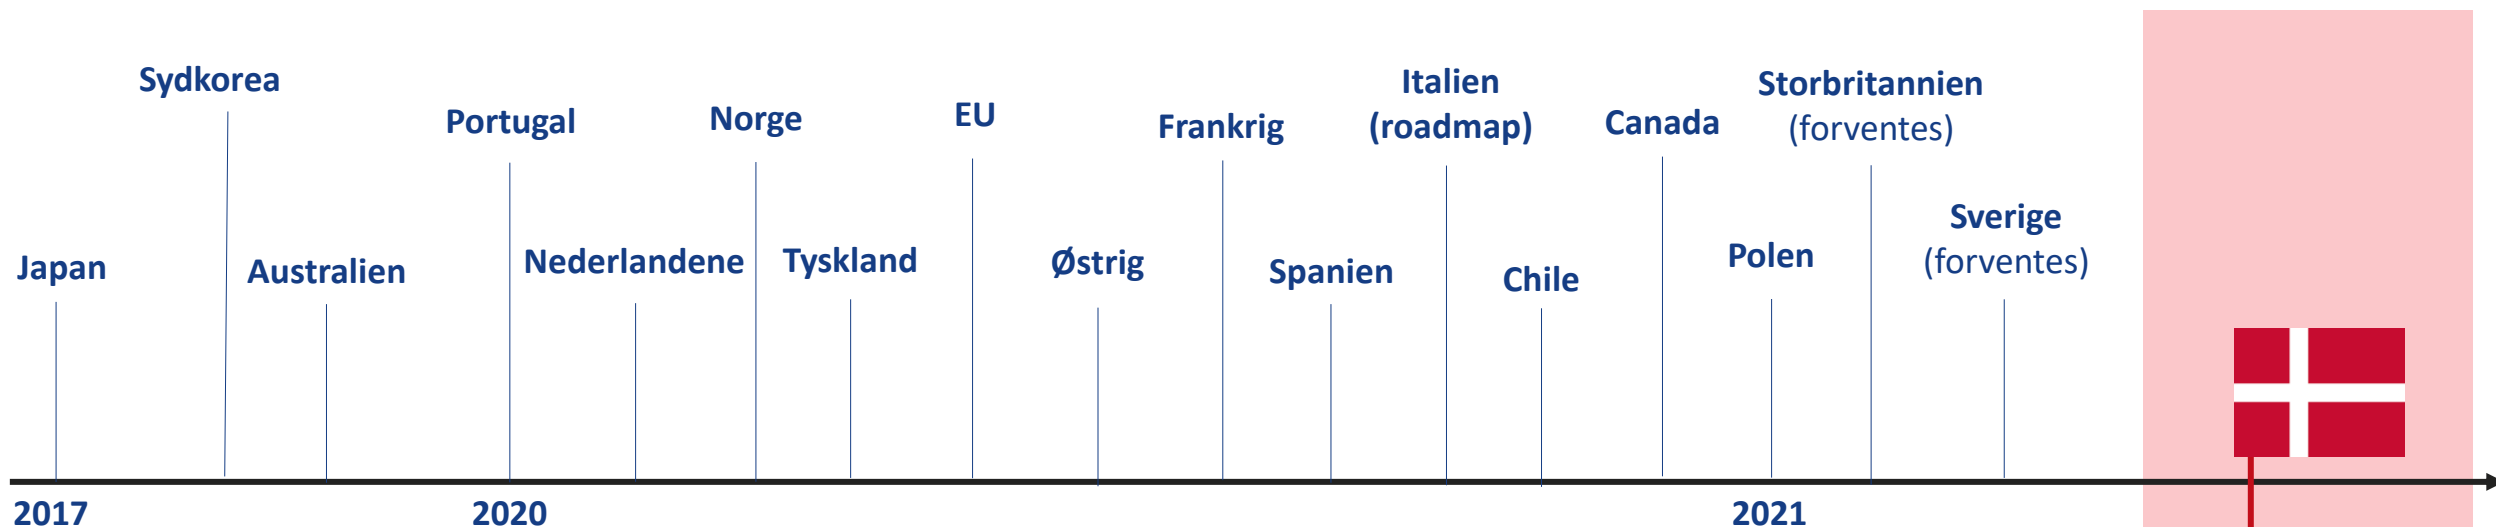 Sydkorea
Portugal
Norge
EU
Frankrig
Italien
(roadmap)
Canada
Storbritannien
(forventes)
Japan
Australien
Nederlandene
Tyskland
Østrig
Spanien
Chile
Polen
Sverige
(forventes)
2017
2020
2021